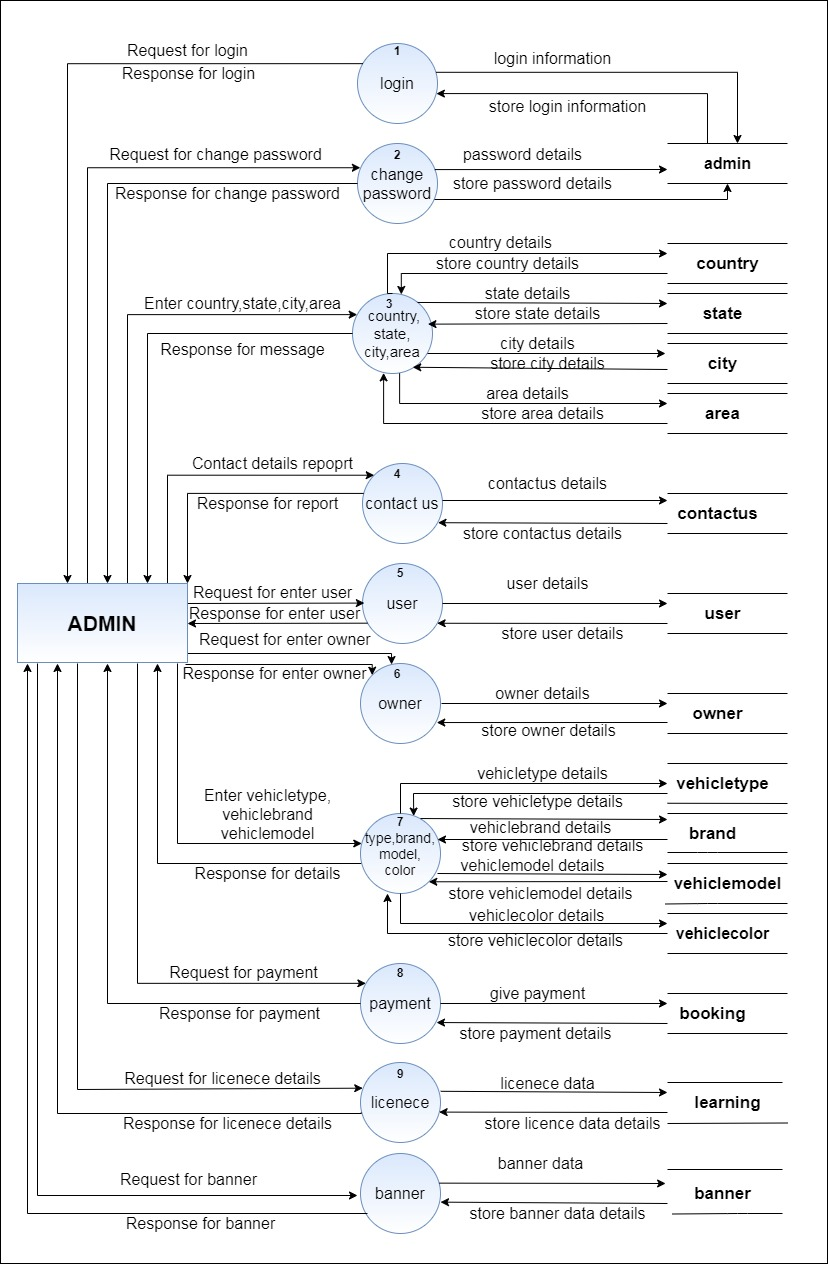 1
Request for login
login information
Response for login
login
store login information
2
Request for change password
password details
admin
change
Response for change password
store password details
password
country details
store country details
country
3
Enter country,state,city,area
state details
country,
store state details
state
state,
city details
Response for message
city,area
store city details
city
area details
store area details
area
Contact details repoprt
4
contactus details
Response for report
contact us
contactus
store contactus details
5
user details
Request for enter user
user
Response for enter user
user
ADMIN
store user details
Request for enter owner
6
Response for enter owner
owner details
owner
owner
store owner details
vehicletype details
vehicletype
Enter vehicletype,
store vehicletype details
vehiclebrand
7
vehiclebrand details
vehiclemodel
type,brand,
brand
store vehiclebrand details
model,
vehiclemodel details
color
Response for details
vehiclemodel
store vehiclemodel details
vehiclecolor details
vehiclecolor
store vehiclecolor details
8
Request for payment
give payment
payment
Response for payment
booking
store payment details
9
Request for licenece details
licenece data
licenece
learning
Response for licenece details
store licence data details
banner data
Request for banner
banner
banner
Response for banner
store banner data details